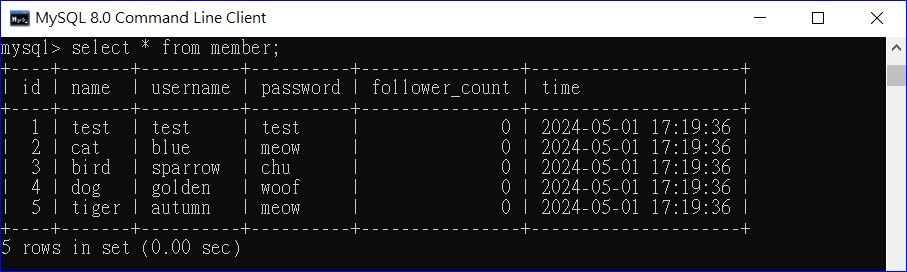 MySQL 8.0 Command Line Client
mysql> select * from member;
+----+-------+----------+----------+----------------+---------------------+
| id | name  | username | password | follower_count | time                |
+----+-------+----------+----------+----------------+---------------------+
|  1 | test  | test     | test     |              0 | 2024-05-01 17:19:36 |
|  2 | cat   | blue     | meow     |              0 | 2024-05-01 17:19:36 |
|  3 | bird  | sparrow  | chu      |              0 | 2024-05-01 17:19:36 |
|  4 | dog   | golden   | woof     |              0 | 2024-05-01 17:19:36 |
|  5 | tiger | autumn   | meow     |              0 | 2024-05-01 17:19:36 |
+----+-------+----------+----------+----------------+---------------------+
5 rows in set (0.00 sec)